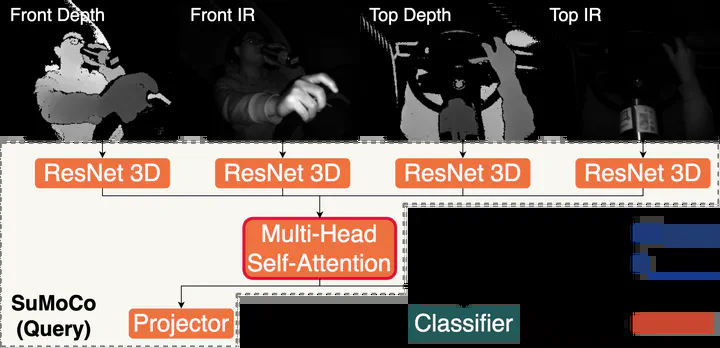 Front Depth
Front IR
Top Depth
Top IR
ResNet 3D
ResNet 3D
ResNet 3D
ResNet 3D
Multi-Head
Self-Attention
SuMoCo
(Query)
Projector
Classifier